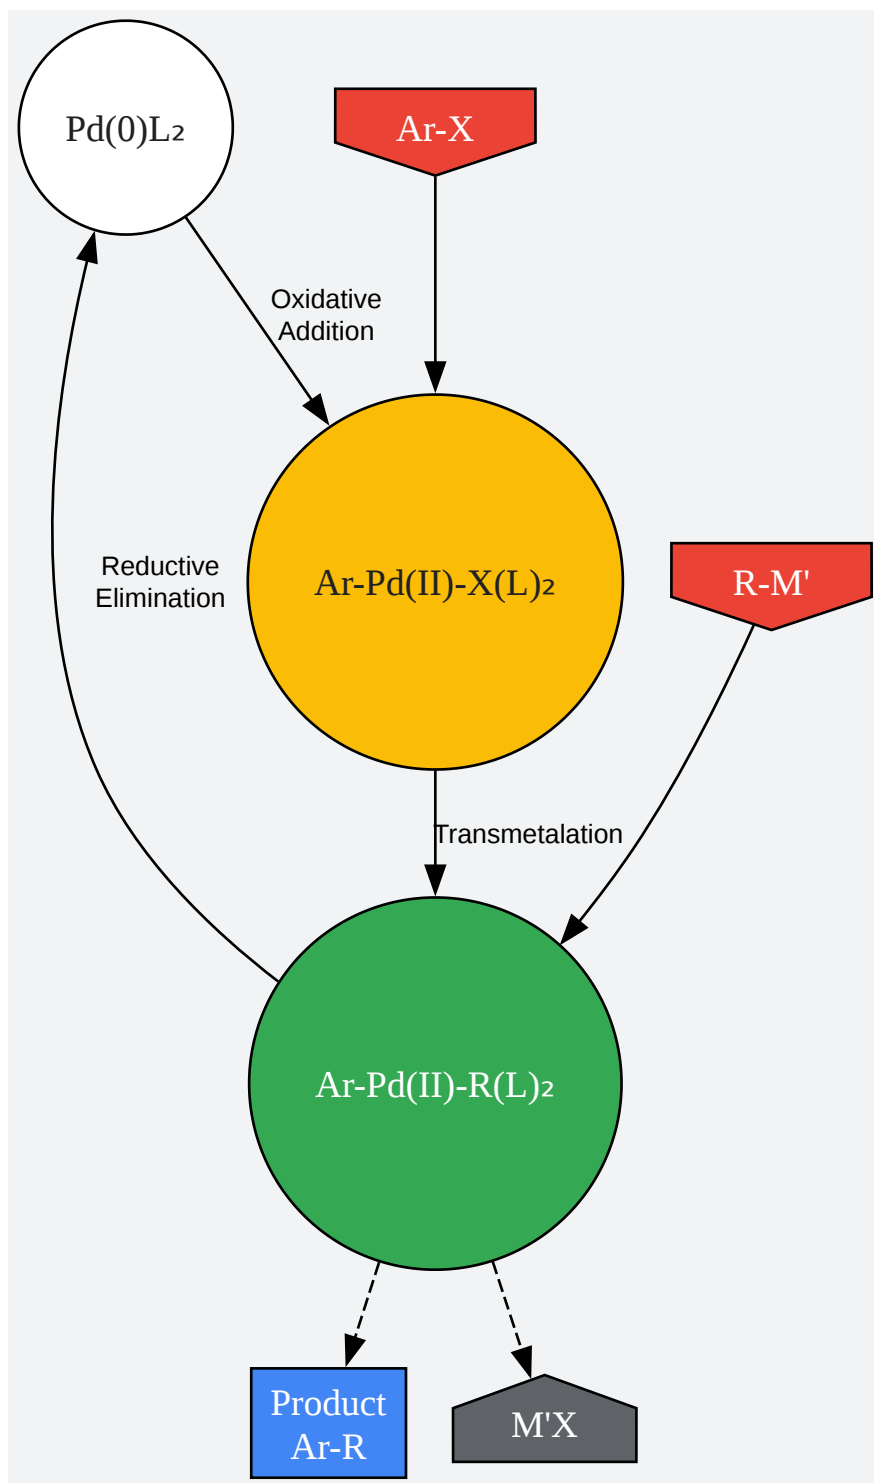 Pd(0)L₂
Ar-X
Oxidative
Addition
Reductive
Elimination
Ar-Pd(II)-X(L)₂
R-M'
Transmetalation
Ar-Pd(II)-R(L)₂
Product
Ar-R
M'X